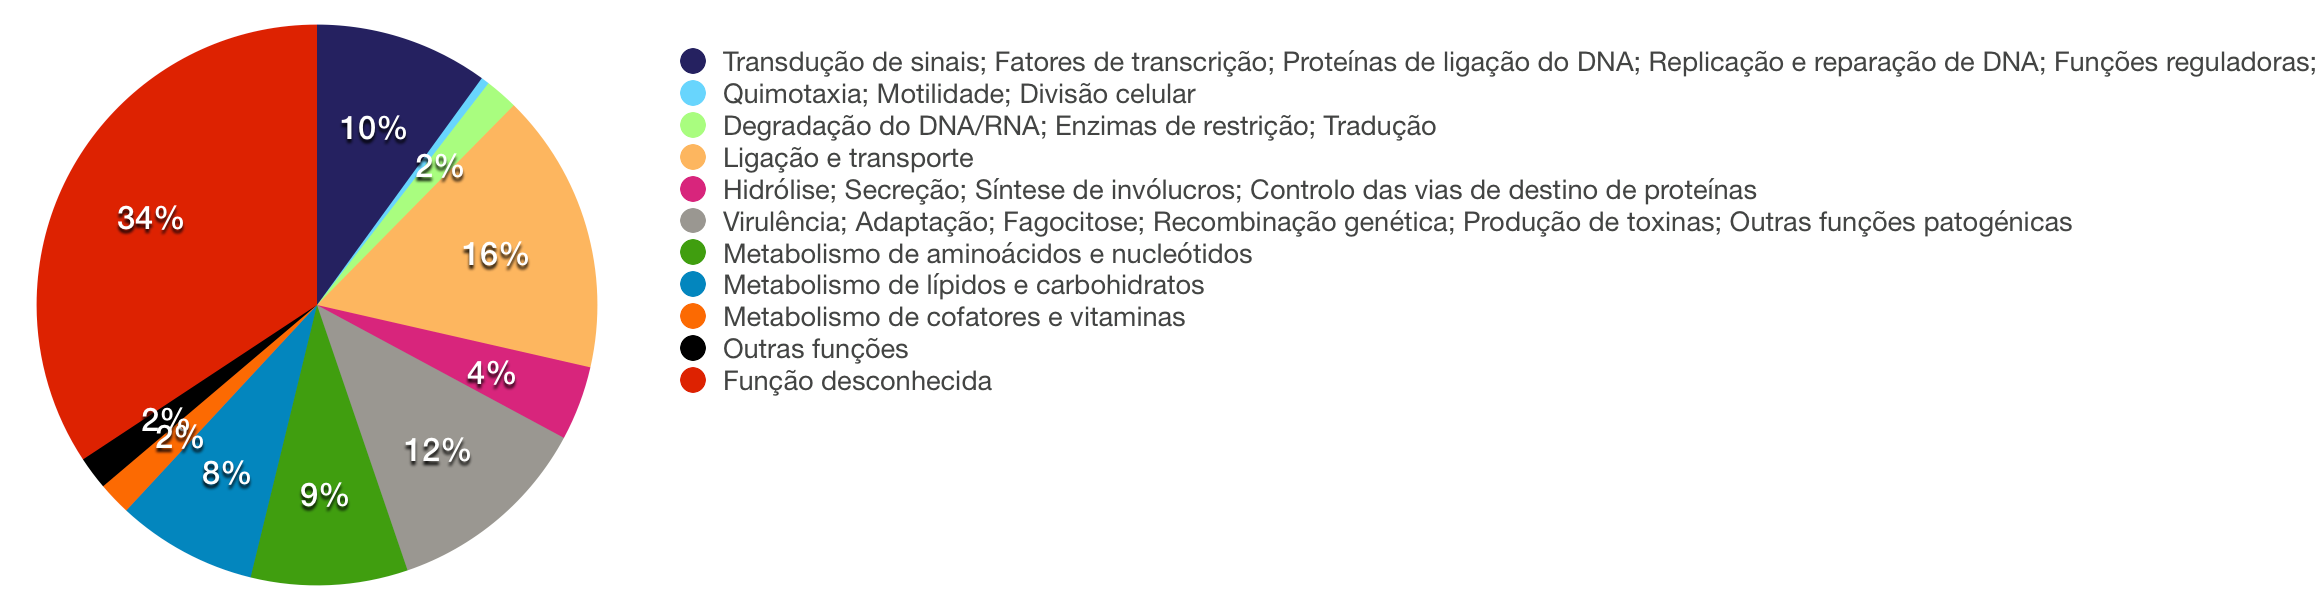 10%
2%
34%
16%
4%
2%
2%
12%
8%
9%
Transdução de sinais; Fatores de transcrição; Proteínas de ligação do DNA; Replicação e reparação de DNA; Funções reguladoras;
Quimotaxia; Motilidade; Divisão celular
Degradação do DNA/RNA; Enzimas de restrição; Tradução
Ligação e transporte
Hidrólise; Secreção; Síntese de invólucros; Controlo das vias de destino de proteínas
Virulência; Adaptação; Fagocitose; Recombinação genética; Produção de toxinas; Outras funções patogénicas
Metabolismo de aminoácidos e nucleótidos
Metabolismo de lípidos e carbohidratos
Metabolismo de cofatores e vitaminas
Outras funções
Função desconhecida